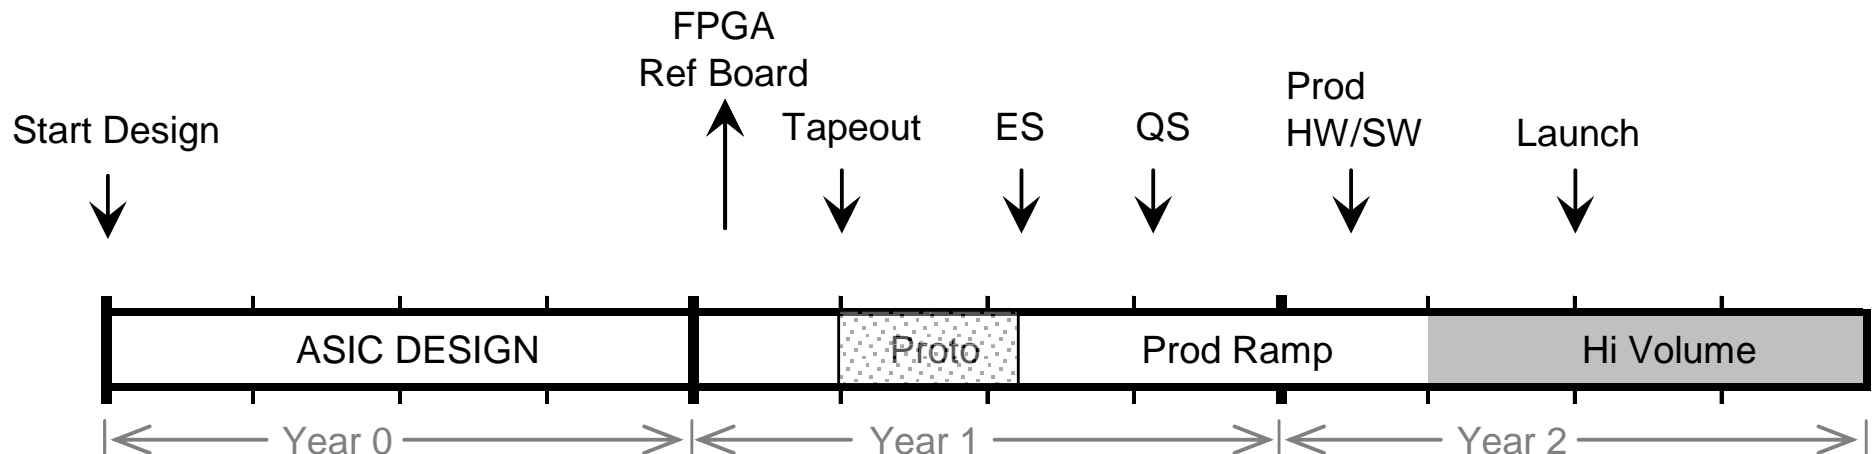 FPGA
Ref Board
Start Design
Tapeout
ES
QS
Prod
HW/SW
Launch
ASIC DESIGN
Proto
Prod Ramp
Hi Volume
Year 0
Year 1
Year 2